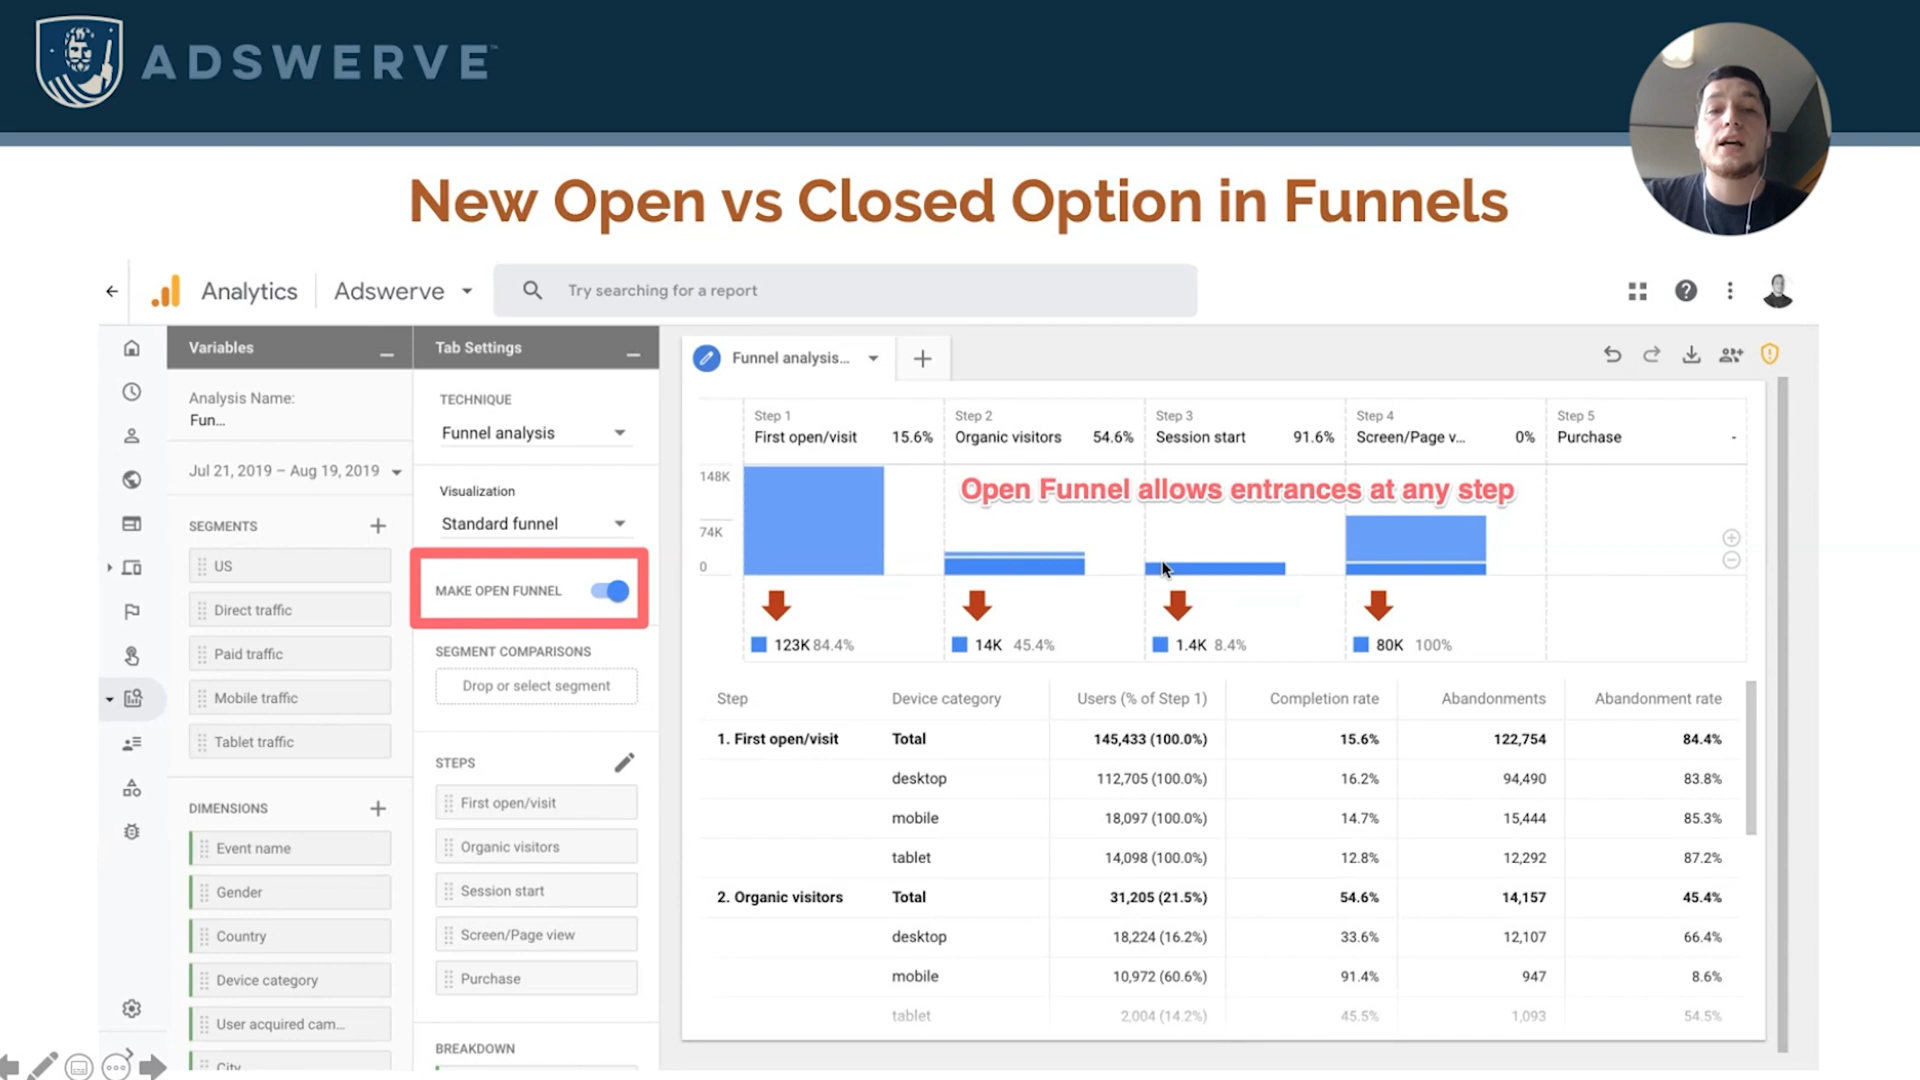 ADSWERVE™
New Open vs Closed Option in Funnels
Analytics
Adswerve
Try searching for a report
Variables
Analysis Name:
Fun...
Jul 21, 2019 – Aug 19, 2019
SEGMENTS
US
Direct traffic
Paid traffic
Mobile traffic
Tablet traffic
DIMENSIONS
Event name
Gender
Country
Device category
User acquired cam...
City
Tab Settings
TECHNIQUE
Funnel analysis
Visualization
Standard funnel
MAKE OPEN FUNNEL
SEGMENT COMPARISONS
Drop or select segment
STEPS
First open/visit
Organic visitors
Session start
Screen/Page view
Purchase
BREAKDOWN
Funnel analysis...
Step 1 Step 2 Step 3 Step 4 Step 5
First open/visit 15.6% Organic visitors 54.6% Session start 91.6% Screen/Page v... 0% Purchase -
148K
Open Funnel allows entrances at any step
74K
0
123K 84.4% 14K 45.4% 1.4K 8.4% 80K 100%
Step Device category Users (% of Step 1) Completion rate Abandonments Abandonment rate
1. First open/visit Total 145,433 (100.0%) 15.6% 122,754 84.4%
desktop 112,705 (100.0%) 16.2% 94,490 83.8%
mobile 18,097 (100.0%) 14.7% 15,444 85.3%
tablet 14,098 (100.0%) 12.8% 12,292 87.2%
2. Organic visitors Total 31,205 (21.5%) 54.6% 14,157 45.4%
desktop 18,224 (16.2%) 33.6% 12,107 66.4%
mobile 10,972 (60.6%) 91.4% 947 8.6%
tablet 2,004 (14.2%) 45.5% 1,093 54.5%